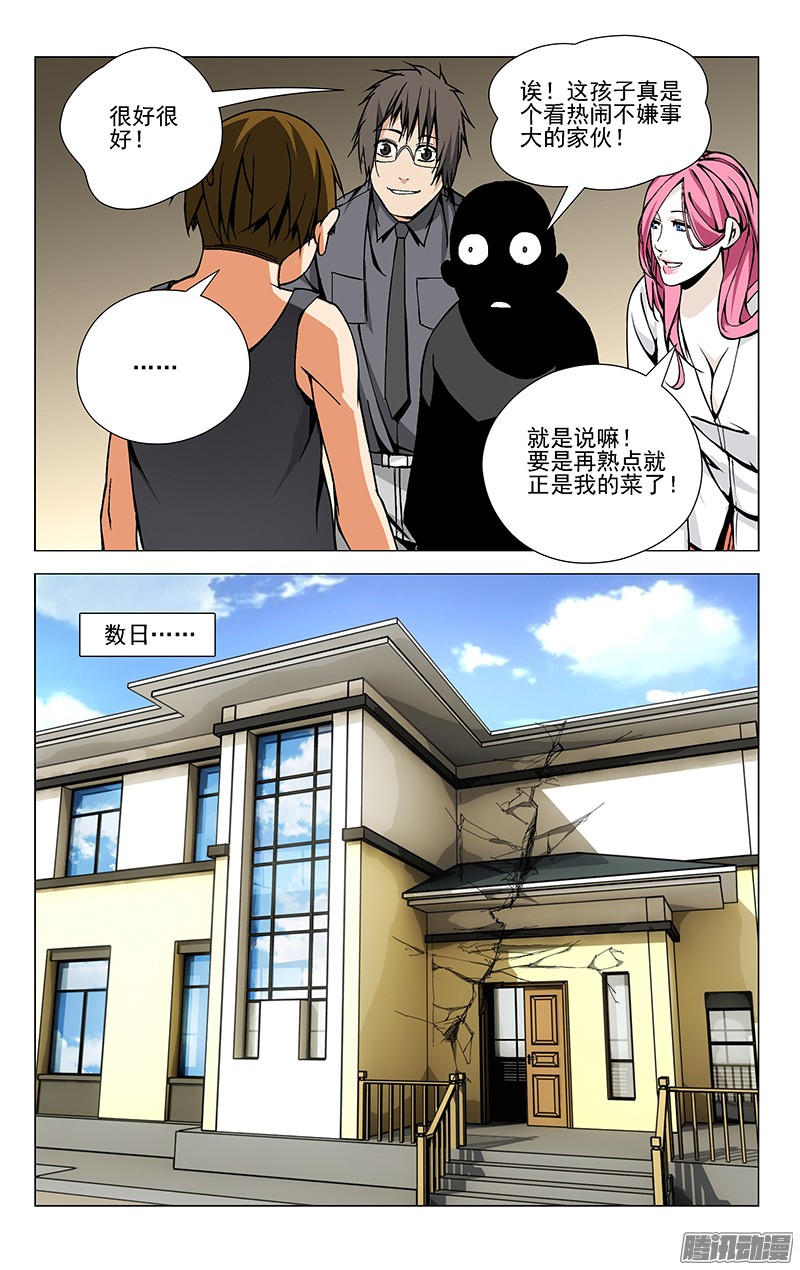 很好很
好！
诶！这孩子真是
个看热闹不嫌事
大的家伙！
……
就是说嘛！
要是再熟点就
正是我的菜了！
数日……
腾讯动漫